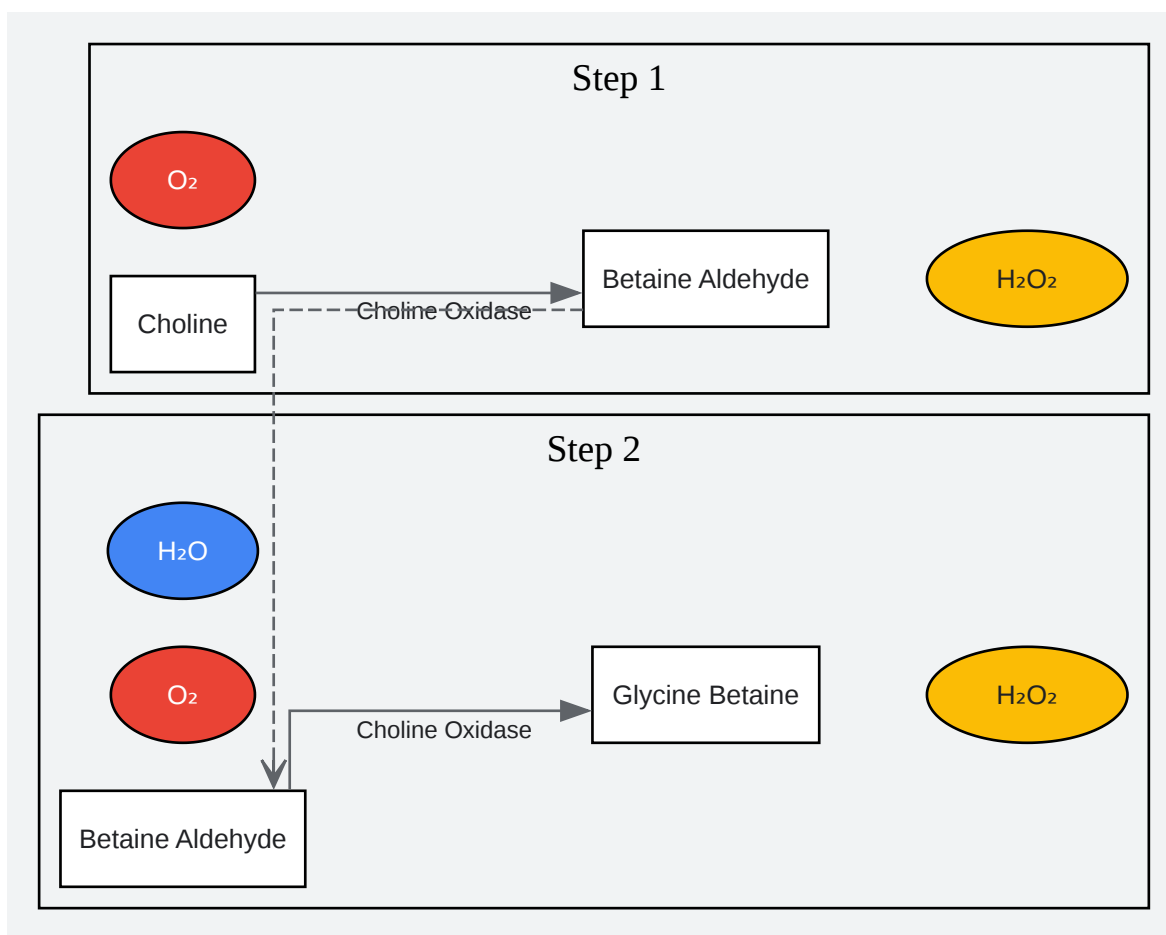 Step 1
O₂
Choline
Choline Oxidase
Betaine Aldehyde
H₂O₂
Step 2
H₂O
O₂
Betaine Aldehyde
Choline Oxidase
Glycine Betaine
H₂O₂